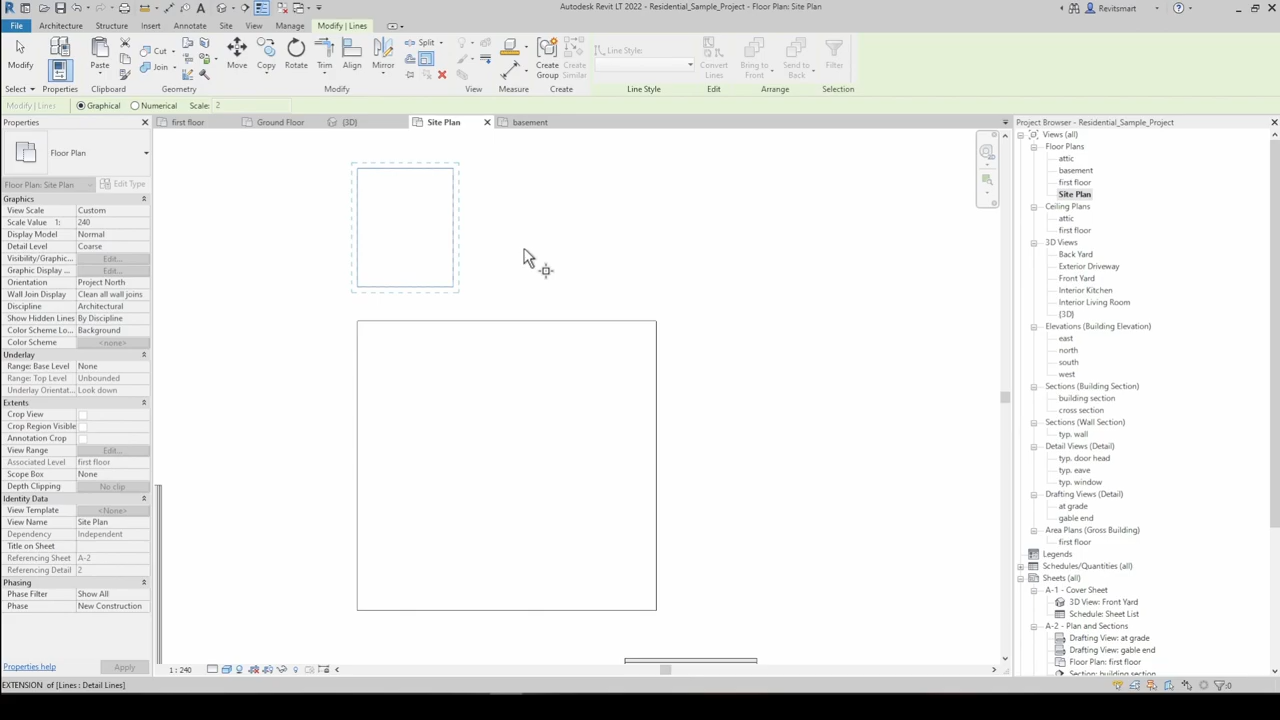 Autodesk Revit LT 2022 - Residential_Sample_Project - Floor Plan: Site Plan
Revitsmart
File Architecture Structure Insert Annotate Site View Manage Modify | Lines
Modify
Paste
Cut
Join
Move Copy Rotate Trim Align Mirror
Split
Create Group
Create Similar
Line Style:
Convert Lines
Bring to Front
Send to Back
Filter
Select Properties Clipboard Geometry Modify View Measure Create Line Style Edit Arrange Selection
Modify | Lines Graphical Numerical Scale: 2
Properties
first floor Ground Floor {3D} Site Plan basement
Floor Plan
Floor Plan: Site Plan Edit Type
Graphics
View Scale Custom
Scale Value 1: 240
Display Model Normal
Detail Level Coarse
Visibility/Graphic... Edit...
Graphic Display ... Edit...
Orientation Project North
Wall Join Display Clean all wall joins
Discipline Architectural
Show Hidden Lines By Discipline
Color Scheme Lo... Background
Color Scheme <none>
Underlay
Range: Base Level None
Range: Top Level Unbounded
Underlay Orientat... Look down
Extents
Crop View
Crop Region Visible
Annotation Crop
View Range Edit...
Associated Level first floor
Scope Box None
Depth Clipping No clip
Identity Data
View Template <None>
View Name Site Plan
Dependency Independent
Title on Sheet
Referencing Sheet A-2
Referencing Detail 2
Phasing
Phase Filter Show All
Phase New Construction
Properties help Apply
1 : 240
EXTENSION of [Lines : Detail Lines]
Project Browser - Residential_Sample_Project
Views (all)
Floor Plans
attic
basement
first floor
Site Plan
Ceiling Plans
attic
first floor
3D Views
Back Yard
Exterior Driveway
Front Yard
Interior Kitchen
Interior Living Room
{3D}
Elevations (Building Elevation)
east
north
south
west
Sections (Building Section)
building section
cross section
Sections (Wall Section)
typ. wall
Detail Views (Detail)
typ. door head
typ. eave
typ. window
Drafting Views (Detail)
at grade
gable end
Area Plans (Gross Building)
first floor
Legends
Schedules/Quantities (all)
Sheets (all)
A-1 - Cover Sheet
3D View: Front Yard
Schedule: Sheet List
A-2 - Plan and Sections
Drafting View: at grade
Drafting View: gable end
Floor Plan: first floor
Section: building section
:0